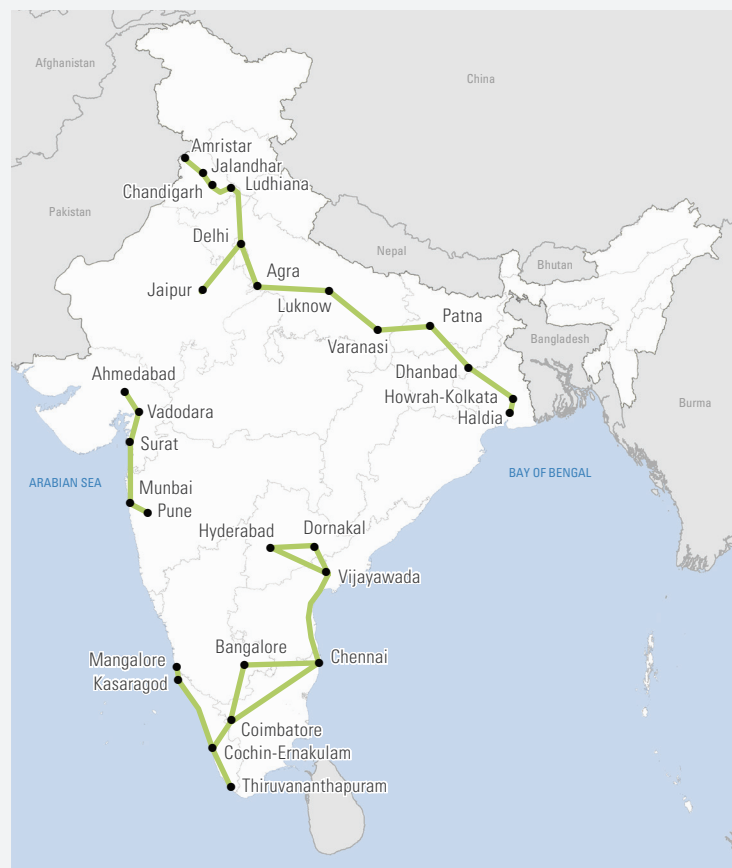 Afghanistan
China
Amristar
Jalandhar
Chandigarh
Ludhiana
Pakistan
Delhi
Nepal
Bhutan
Agra
Jaipur
Luknow
Patna
Varanasi
Bangladesh
Dhanbad
Ahmedabad
Howrah-Kolkata
Burma
Vadodara
Haldia
Surat
ARABIAN SEA
BAY OF BENGAL
Mumbai
Pune
Hyderabad
Dornakal
Vijayawada
Bangalore
Chennai
Mangalore
Kasaragod
Coimbatore
Cochin-Ernakulam
Thiruvananthapuram